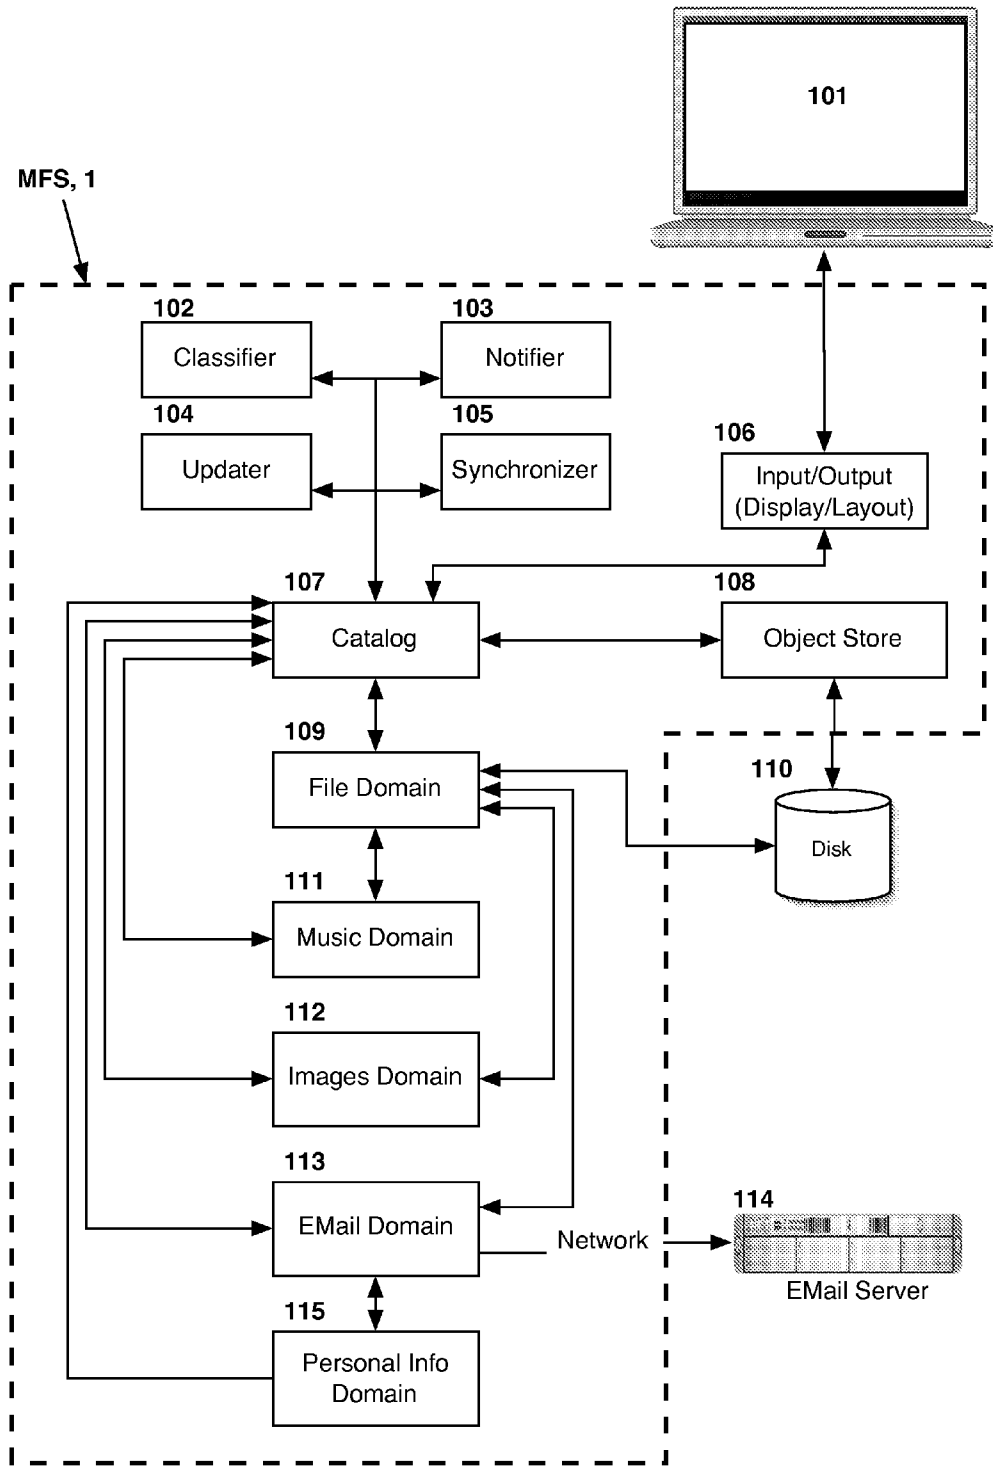 101
MFS, 1
102
Classifier
103
Notifier
104
Updater
105
Synchronizer
106
Input/Output
(Display/Layout)
107
Catalog
108
Object Store
109
File Domain
110
Disk
111
Music Domain
112
Images Domain
113
EMail Domain
Network
114
EMail Server
115
Personal Info
Domain